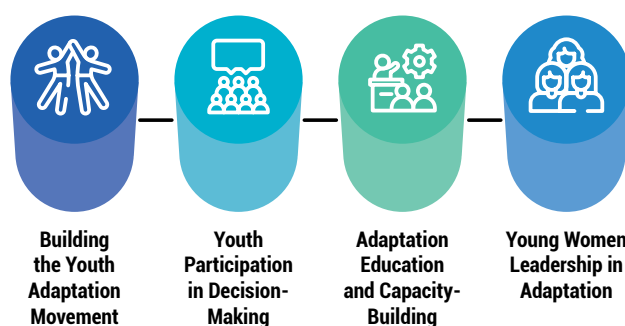 Building
the Youth
Adaptation
Movement
Youth
Participation
in Decision-
Making
Adaptation
Education
and Capacity-
Building
Young Women
Leadership in
Adaptation